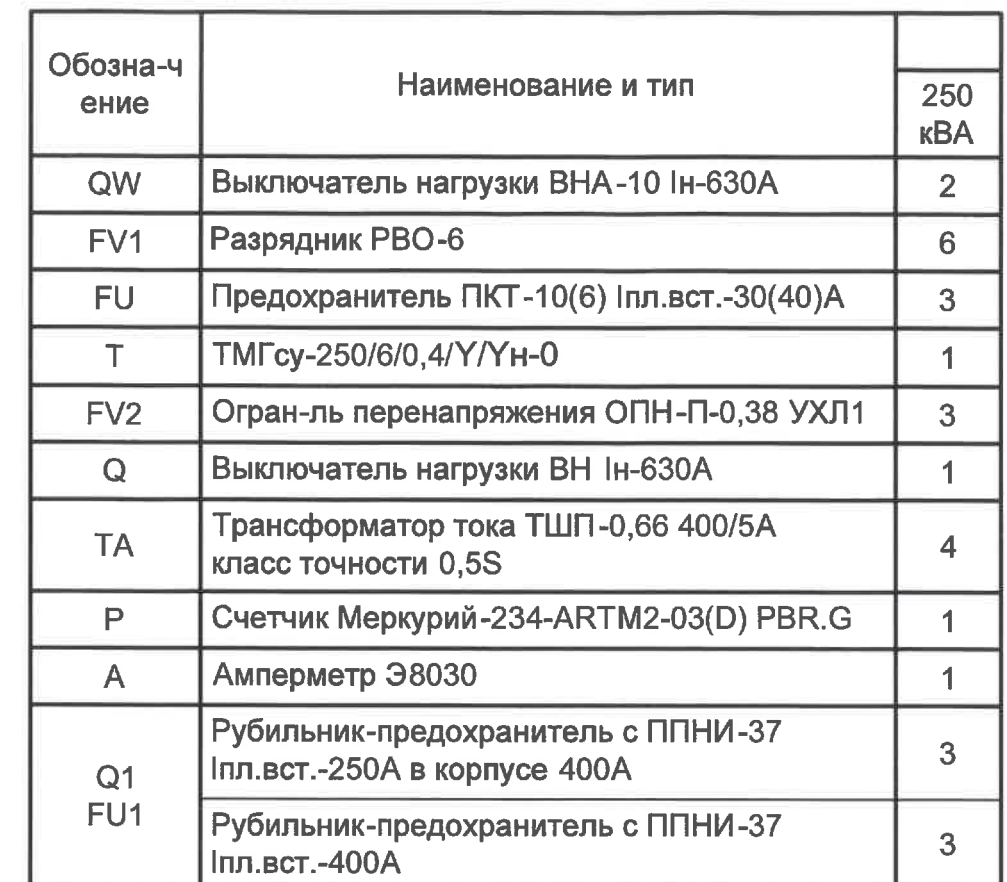 Обозна-ч
ение
Наименование и тип
250
кВА
QW
Выключатель нагрузки ВНА-10 Iн-630А
2
FV1
Разрядник РВО-6
6
FU
Предохранитель ПКТ-10(6) Iпл.вст.-30(40)А
3
T
ТМГсу-250/6/0,4/Y/Yн-0
1
FV2
Огран-ль перенапряжения ОПН-П-0,38 УХЛ1
3
Q
Выключатель нагрузки ВН Iн-630А
1
TA
Трансформатор тока ТШП-0,66 400/5А
класс точности 0,5S
4
P
Счетчик Меркурий-234-ARTM2-03(D) PBR.G
1
A
Амперметр Э8030
1
Q1
FU1
Рубильник-предохранитель с ППНИ-37
Iпл.вст.-250А в корпусе 400А
3
Рубильник-предохранитель с ППНИ-37
Iпл.вст.-400А
3